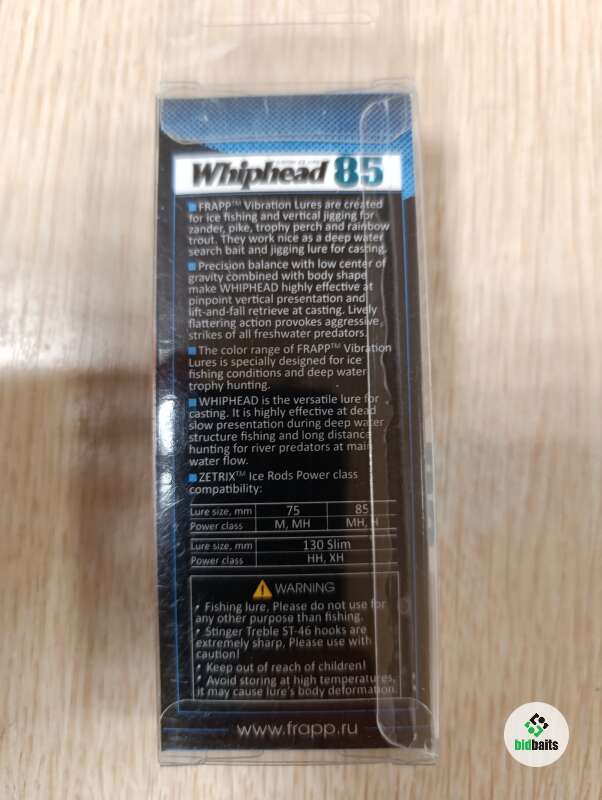 Whiphead 85
FRAPP™ Vibration Lures are created
for ice fishing and vertical jigging for
zander, pike, trophy perch and rainbow
trout. They work nice as a deep water
search bait and jigging lure for casting.
Precision balance with low center of
gravity combined with body shape
make WHIPHEAD highly effective at
pinpoint vertical presentation and
lift-and-fall retrieve at casting. Lively
flattering action provokes aggressive
strikes of all freshwater predators.
The color range of FRAPP™ Vibration
Lures is specially designed for ice
fishing conditions and deep water
trophy hunting.
WHIPHEAD is the versatile lure for
casting. It is highly effective at dead
slow presentation during deep water
structure fishing and long distance
hunting for river predators at main
water flow.
ZETRIX™ Ice Rods Power class
compatibility:
Lure size, mm 75 85
Power class M, MH MH, H
Lure size, mm 130 Slim
Power class HH, XH
WARNING
Fishing lure, Please do not use for
any other purpose than fishing.
Stinger Treble ST-46 hooks are
extremely sharp, Please use with
caution!
Keep out of reach of children!
Avoid storing at high temperatures,
it may cause lure's body deformation.
www.frapp.ru
bidbaits